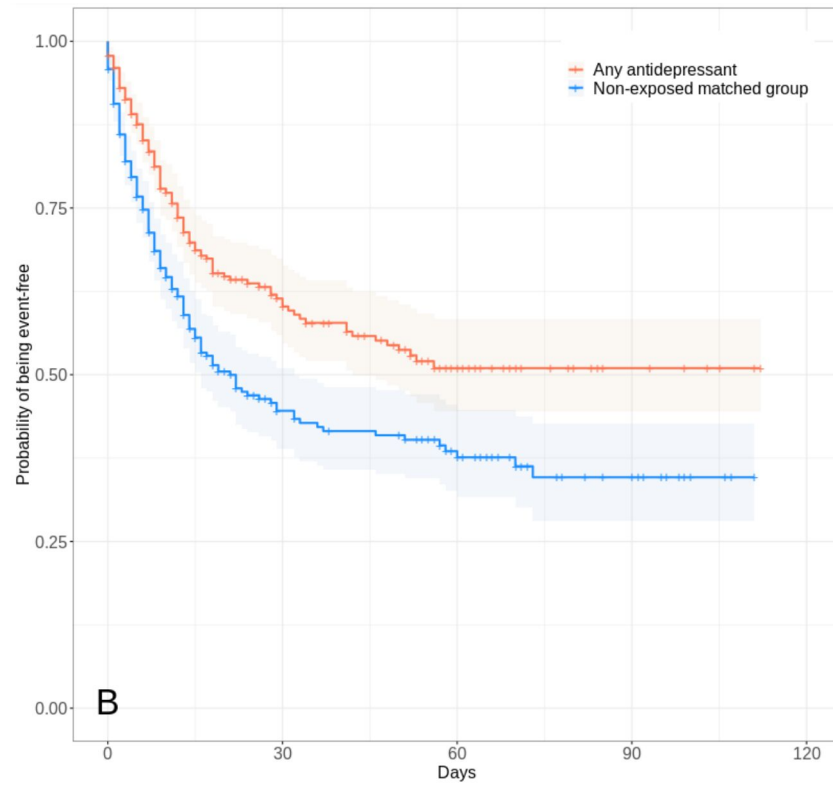 Probability of being event-free
1.00
0.75
0.50
0.25
0.00
Any antidepressant
Non-exposed matched group
B
0
30
60
90
120
Days